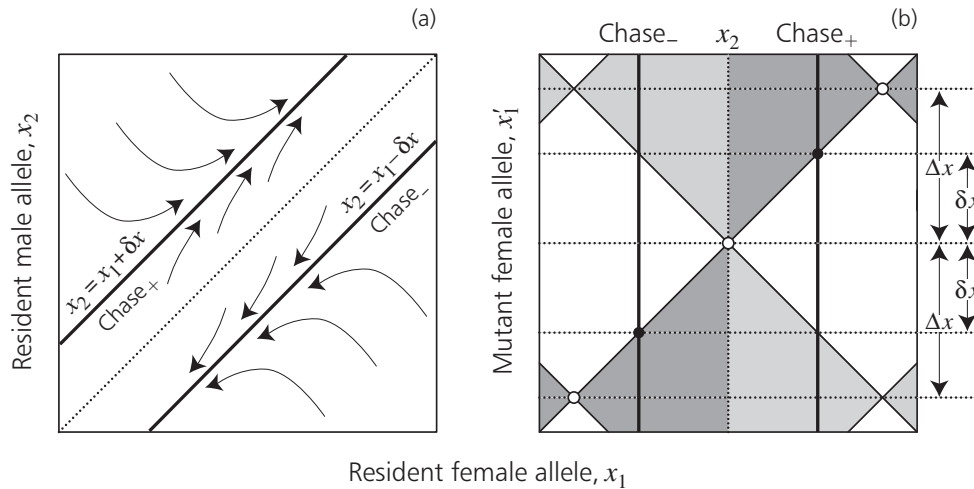 (a)
Resident male allele, x₂
x₂ = x₁ + δx
Chase₊
x₂ = x₁ − δx
Chase₋
(b)
Chase₋ x₂ Chase₊
Mutant female allele, x₁′
Δx
δx
δx
Δx
Resident female allele, x₁